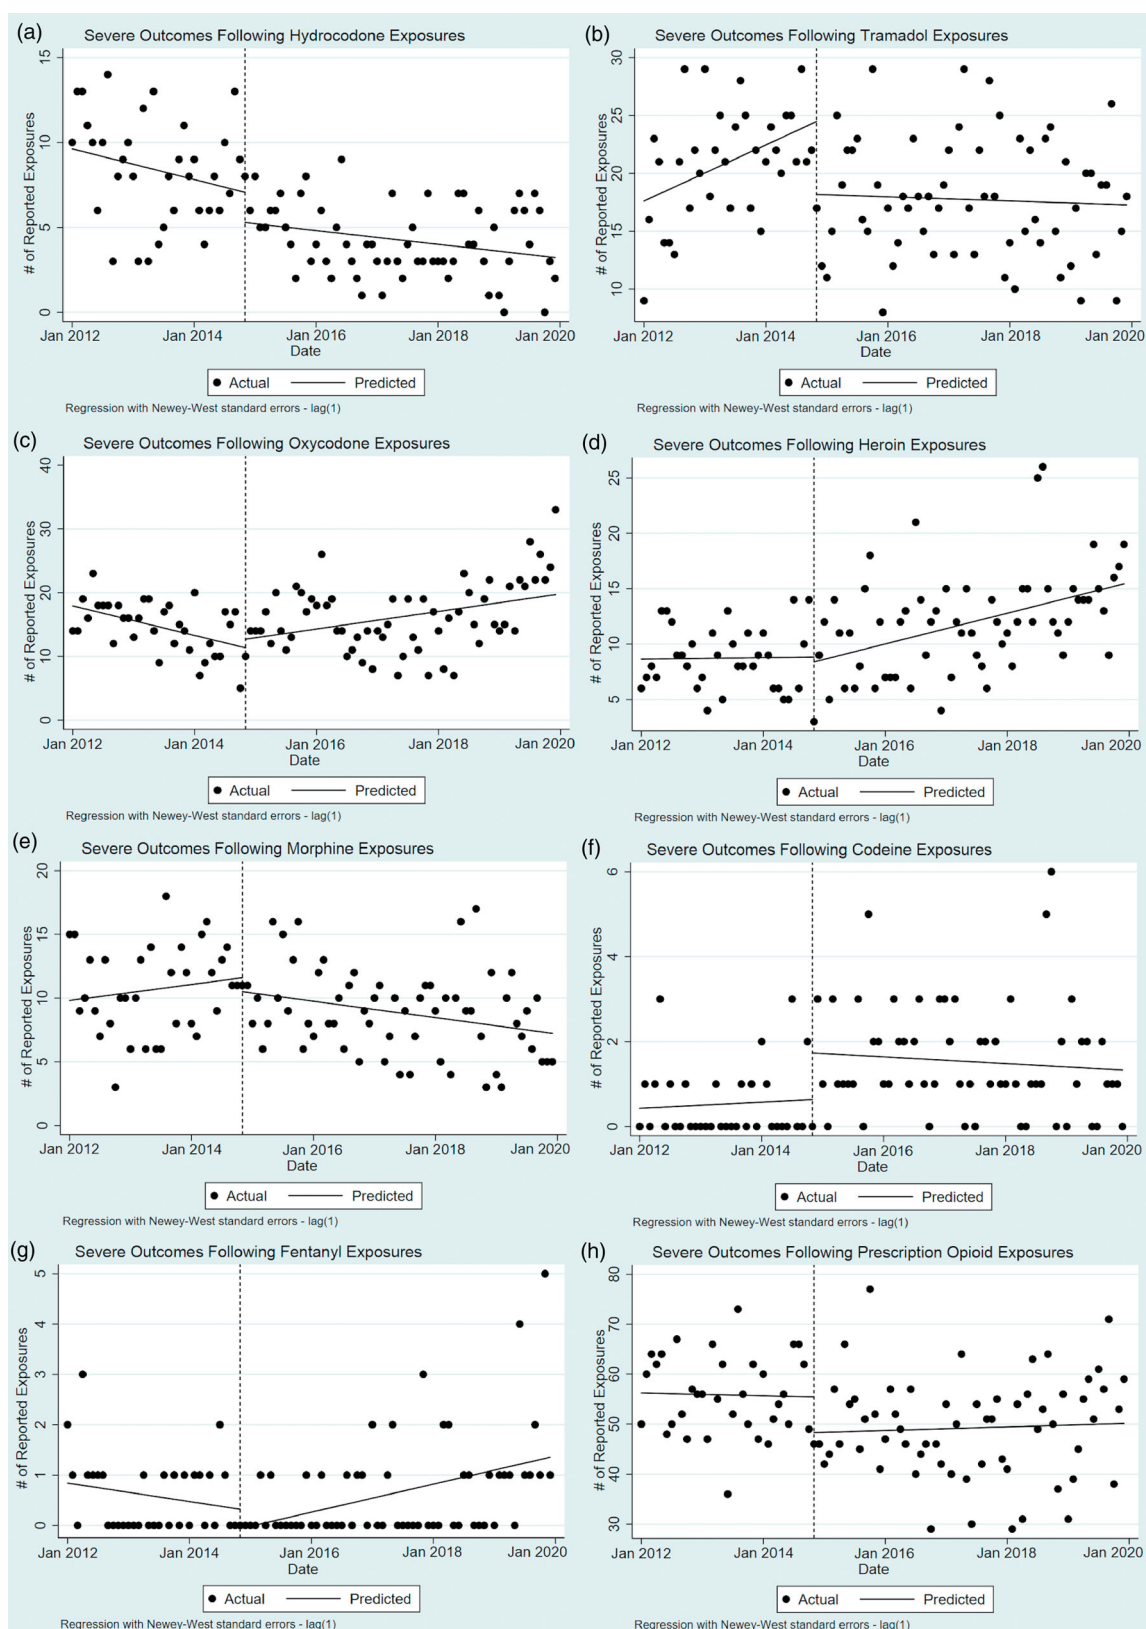 (a)
Severe Outcomes Following Hydrocodone Exposures
# of Reported Exposures
15
10
5
0
Jan 2012 Jan 2014 Jan 2016 Jan 2018 Jan 2020
Date
Actual Predicted
Regression with Newey-West standard errors - lag(1)
(b)
Severe Outcomes Following Tramadol Exposures
# of Reported Exposures
30
25
20
15
10
Jan 2012 Jan 2014 Jan 2016 Jan 2018 Jan 2020
Date
Actual Predicted
Regression with Newey-West standard errors - lag(1)
(c)
Severe Outcomes Following Oxycodone Exposures
# of Reported Exposures
40
30
20
10
0
Jan 2012 Jan 2014 Jan 2016 Jan 2018 Jan 2020
Date
Actual Predicted
Regression with Newey-West standard errors - lag(1)
(d)
Severe Outcomes Following Heroin Exposures
# of Reported Exposures
25
20
15
10
5
Jan 2012 Jan 2014 Jan 2016 Jan 2018 Jan 2020
Date
Actual Predicted
Regression with Newey-West standard errors - lag(1)
(e)
Severe Outcomes Following Morphine Exposures
# of Reported Exposures
20
15
10
5
0
Jan 2012 Jan 2014 Jan 2016 Jan 2018 Jan 2020
Date
Actual Predicted
Regression with Newey-West standard errors - lag(1)
(f)
Severe Outcomes Following Codeine Exposures
# of Reported Exposures
6
4
2
0
Jan 2012 Jan 2014 Jan 2016 Jan 2018 Jan 2020
Date
Actual Predicted
Regression with Newey-West standard errors - lag(1)
(g)
Severe Outcomes Following Fentanyl Exposures
# of Reported Exposures
5
4
3
2
1
0
Jan 2012 Jan 2014 Jan 2016 Jan 2018 Jan 2020
Date
Actual Predicted
Regression with Newey-West standard errors - lag(1)
(h)
Severe Outcomes Following Prescription Opioid Exposures
# of Reported Exposures
80
70
60
50
40
30
Jan 2012 Jan 2014 Jan 2016 Jan 2018 Jan 2020
Date
Actual Predicted
Regression with Newey-West standard errors - lag(1)